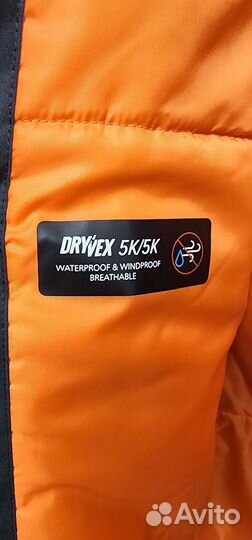 DRYVEX 5K/5K
WATERPROOF & WINDPROOF
BREATHABLE
Avito